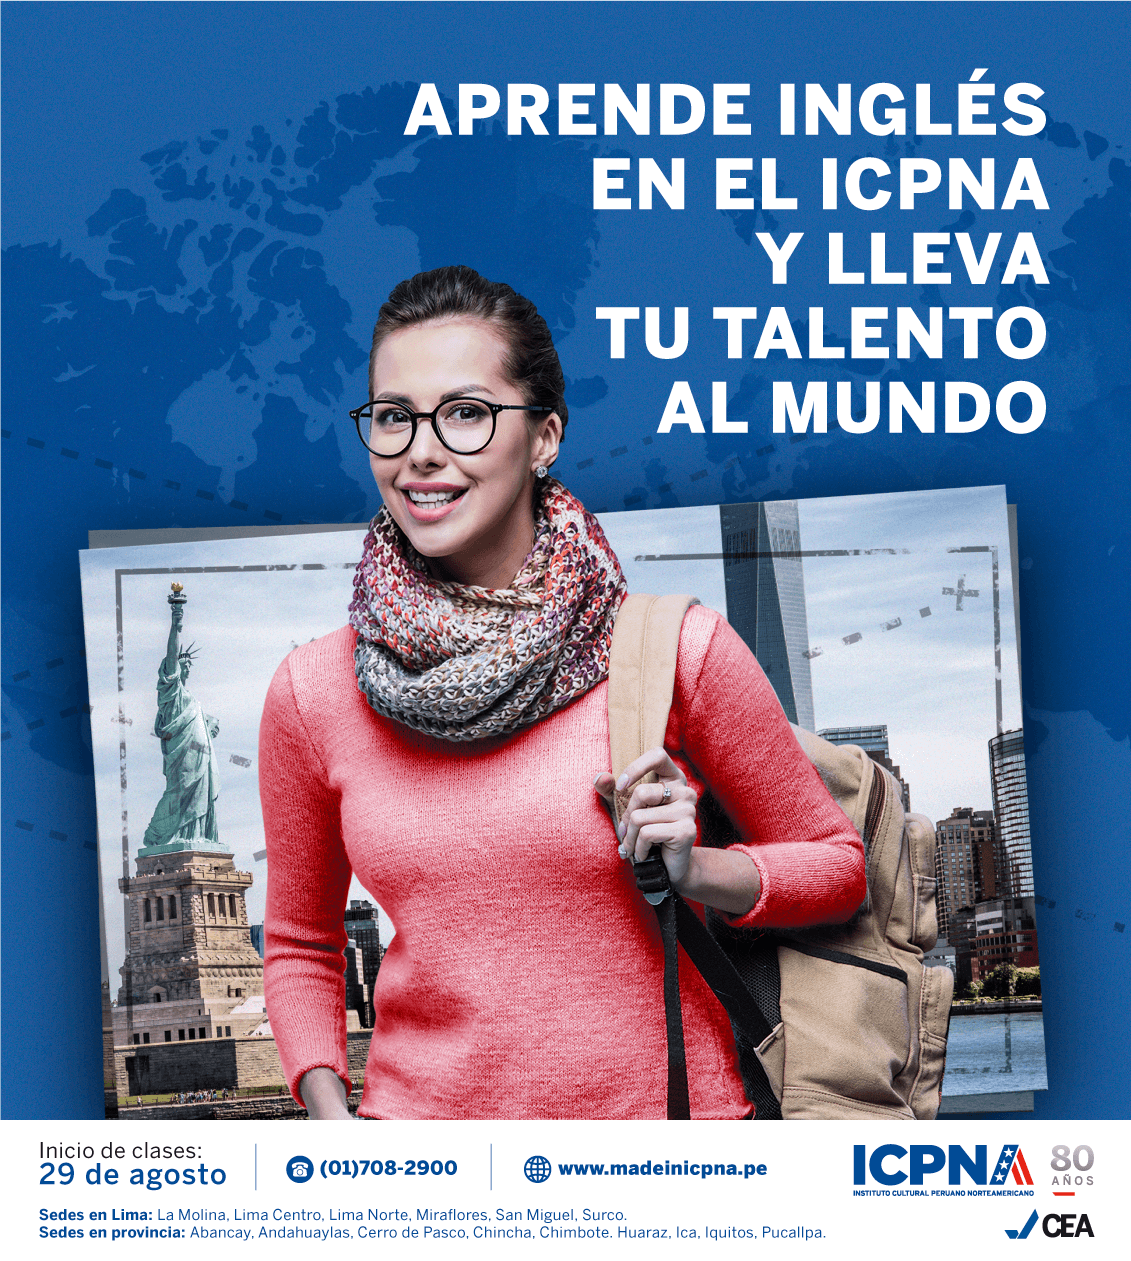 APRENDE INGLÉS
EN EL ICPNA
Y LLEVA
TU TALENTO
AL MUNDO
Inicio de clases:
29 de agosto
(01)708-2900
www.madeinicpna.pe
ICPNA
INSTITUTO CULTURAL PERUANO NORTEAMERICANO
80
AÑOS
Sedes en Lima: La Molina, Lima Centro, Lima Norte, Miraflores, San Miguel, Surco.
Sedes en provincia: Abancay, Andahuaylas, Cerro de Pasco, Chincha, Chimbote. Huaraz, Ica, Iquitos, Pucallpa.
CEA